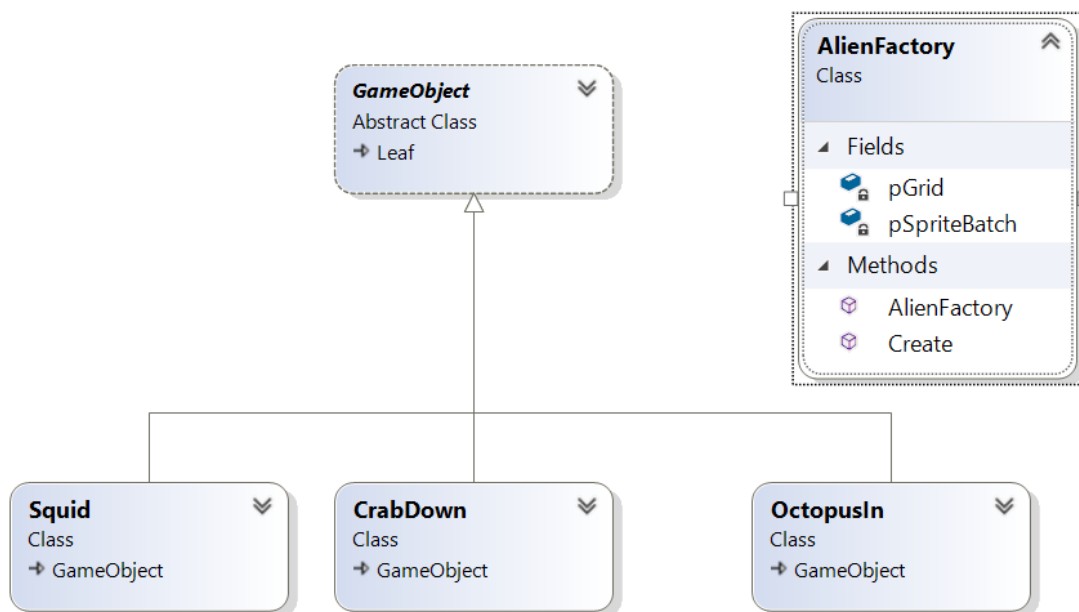 GameObject
Abstract Class
Leaf
AlienFactory
Class
Fields
pGrid
pSpriteBatch
Methods
AlienFactory
Create
Squid
Class
GameObject
CrabDown
Class
GameObject
OctopusIn
Class
GameObject